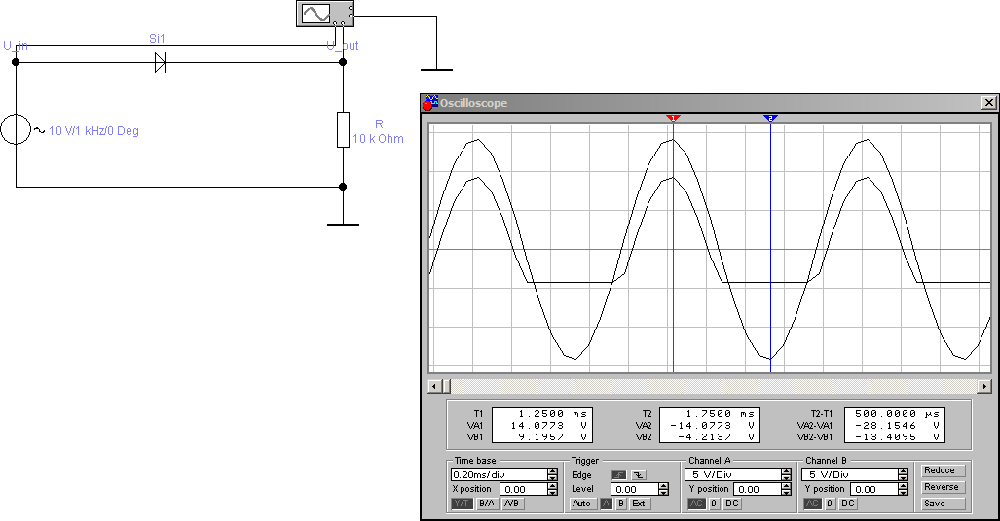 U_in
Si1
U_out
10 V/1 kHz/0 Deg
R
10 k Ohm
Oscilloscope
1
2
T1 1.2500 ms
VA1 14.0773 V
VB1 9.1957 V
T2 1.7500 ms
VA2 -14.0773 V
VB2 -4.2137 V
T2-T1 500.0000 µs
VA2-VA1 -28.1546 V
VB2-VB1 -13.4095 V
Time base
0.20ms/div
X position 0.00
Y/T B/A A/B
Trigger
Edge
Level 0.00
Auto A B Ext
Channel A
5 V/Div
Y position 0.00
AC 0 DC
Channel B
5 V/Div
Y position 0.00
AC 0 DC
Reduce
Reverse
Save